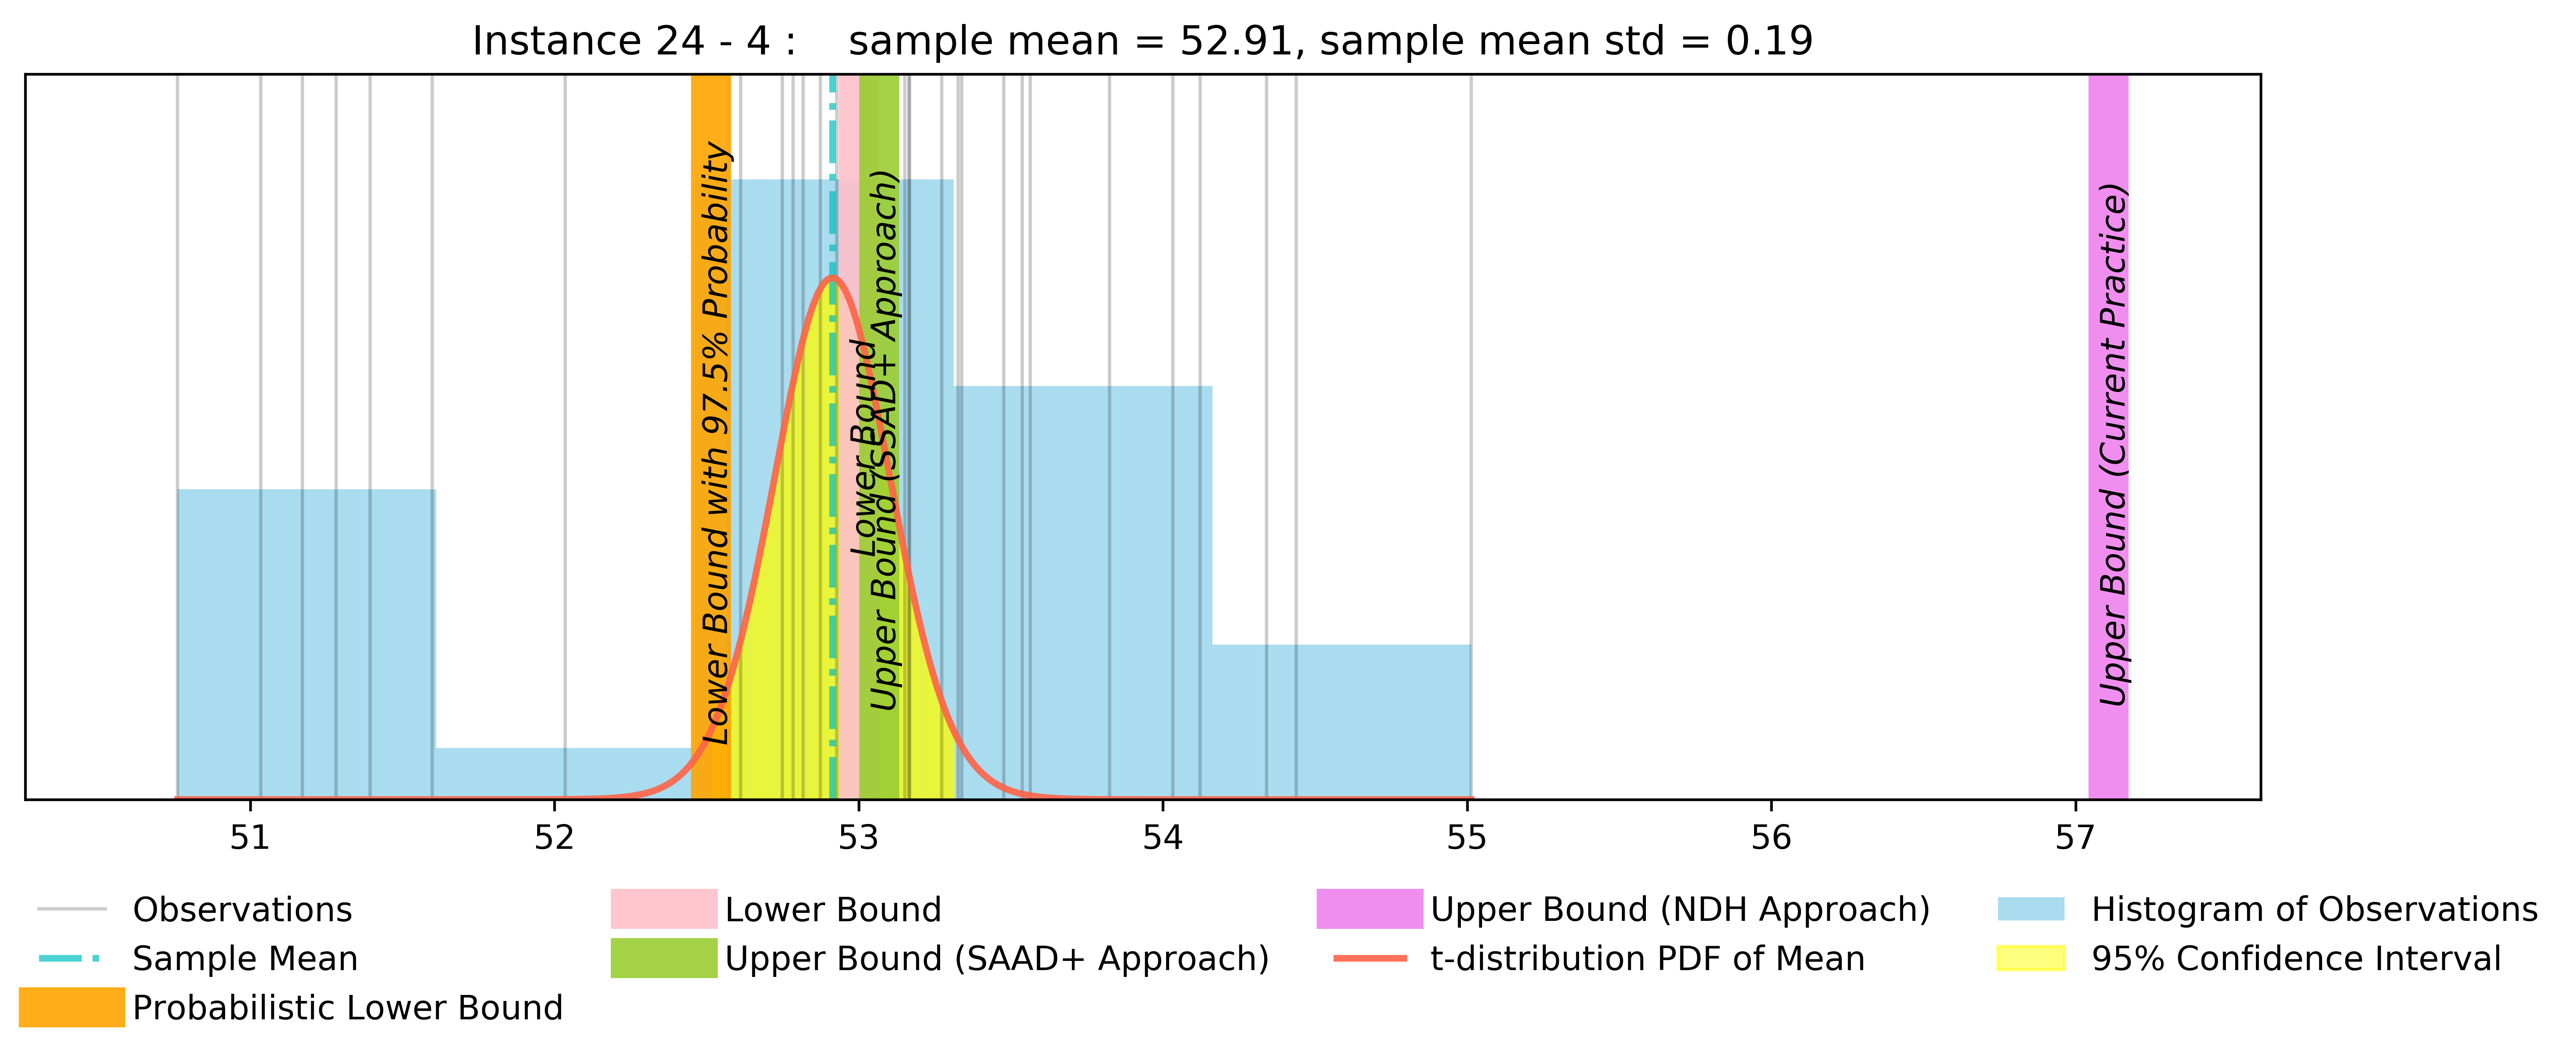 Instance 24 - 4 :    sample mean = 52.91, sample mean std = 0.19
Lower Bound with 97.5% Probability
Lower Bound
Upper Bound (SSAD+ Approach)
Upper Bound (Current Practice)
51 52 53 54 55 56 57
Observations
Sample Mean
Probabilistic Lower Bound
Lower Bound
Upper Bound (SAAD+ Approach)
Upper Bound (NDH Approach)
t-distribution PDF of Mean
Histogram of Observations
95% Confidence Interval